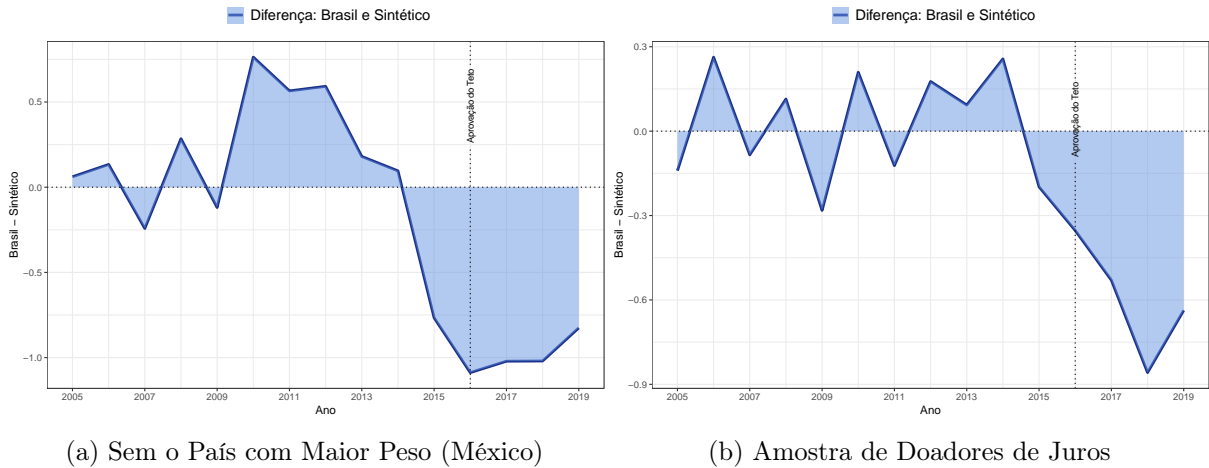 Diferença: Brasil e Sintético
0.5
0.0
−0.5
−1.0
Brasil − Sintético
Aprovação do Teto
2005 2007 2009 2011 2013 2015 2017 2019
Ano
(a) Sem o País com Maior Peso (México)
Diferença: Brasil e Sintético
0.3
0.0
−0.3
−0.6
−0.9
Brasil − Sintético
Aprovação do Teto
2005 2007 2009 2011 2013 2015 2017 2019
Ano
(b) Amostra de Doadores de Juros